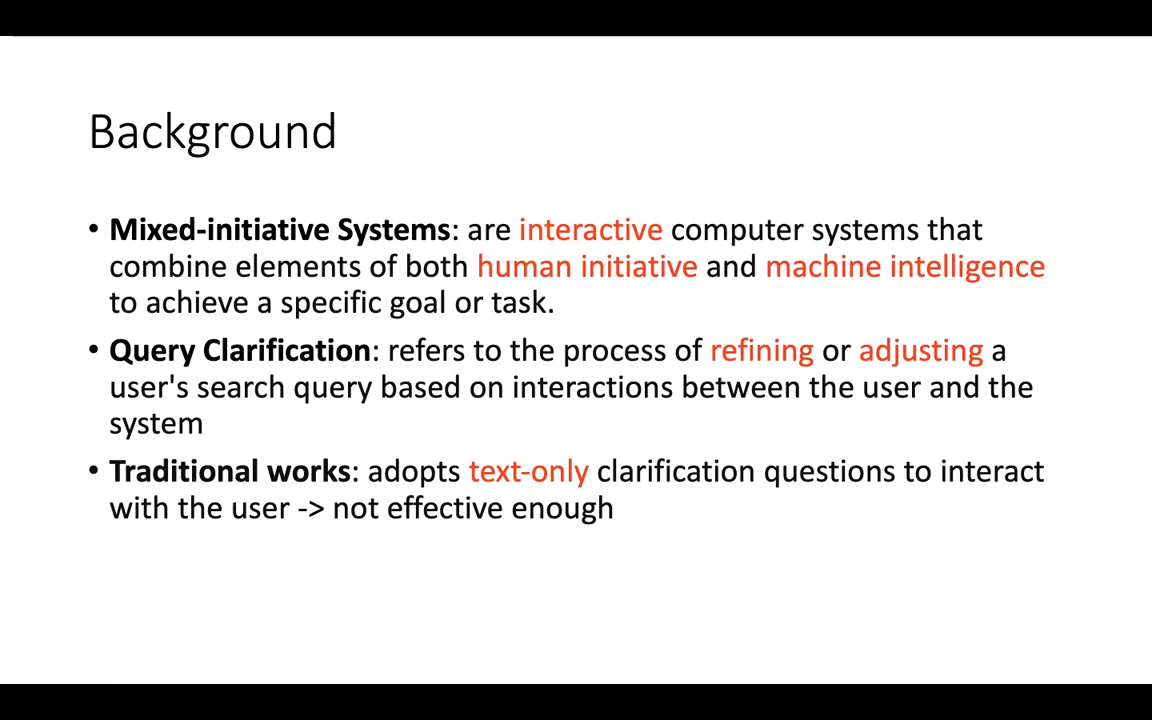 Background
• Mixed-initiative Systems: are interactive computer systems that
combine elements of both human initiative and machine intelligence
to achieve a specific goal or task.
• Query Clarification: refers to the process of refining or adjusting a
user's search query based on interactions between the user and the
system
• Traditional works: adopts text-only clarification questions to interact
with the user -> not effective enough